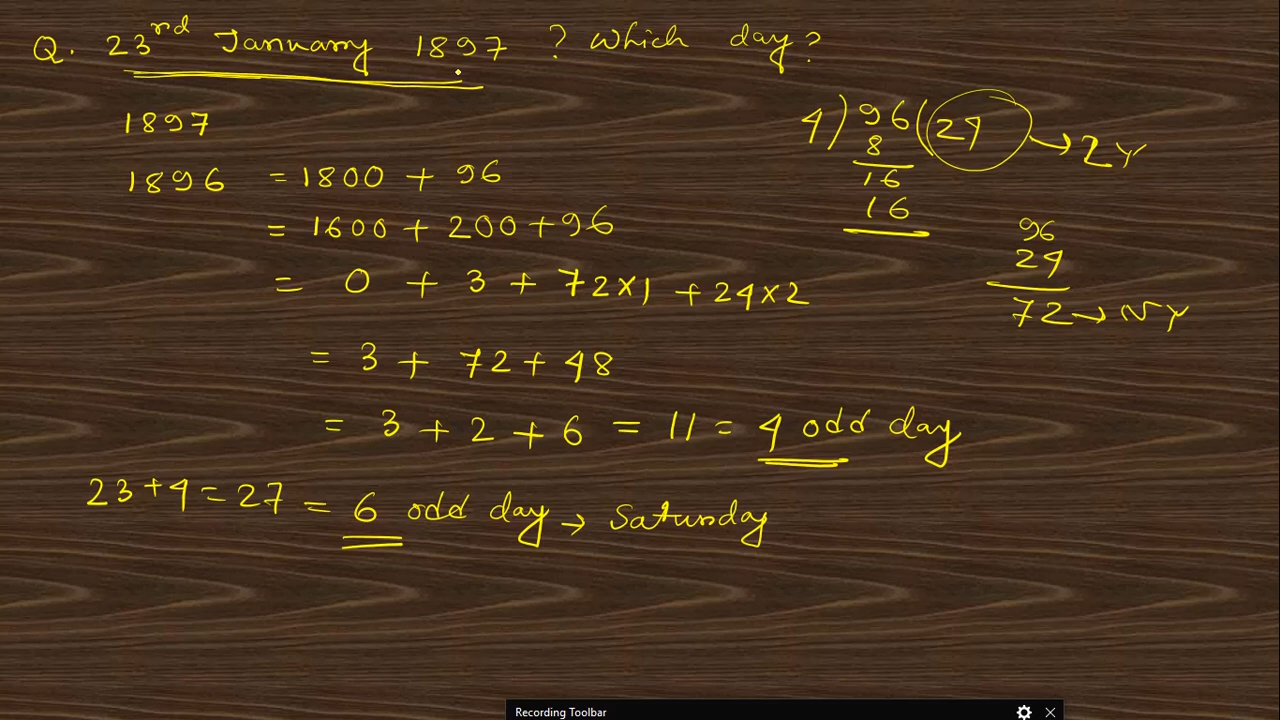 Q. 23rd January 1897 ? Which day?
1897
1896 = 1800 + 96
= 1600 + 200 + 96
= 0 + 3 + 72×1 + 24×2
= 3 + 72 + 48
= 3 + 2 + 6 = 11 = 4 odd day
23+4=27 = 6 odd day → Saturday
4) 96 (24 → LY
8
16
16
96
24
72 → NY
Recording Toolbar